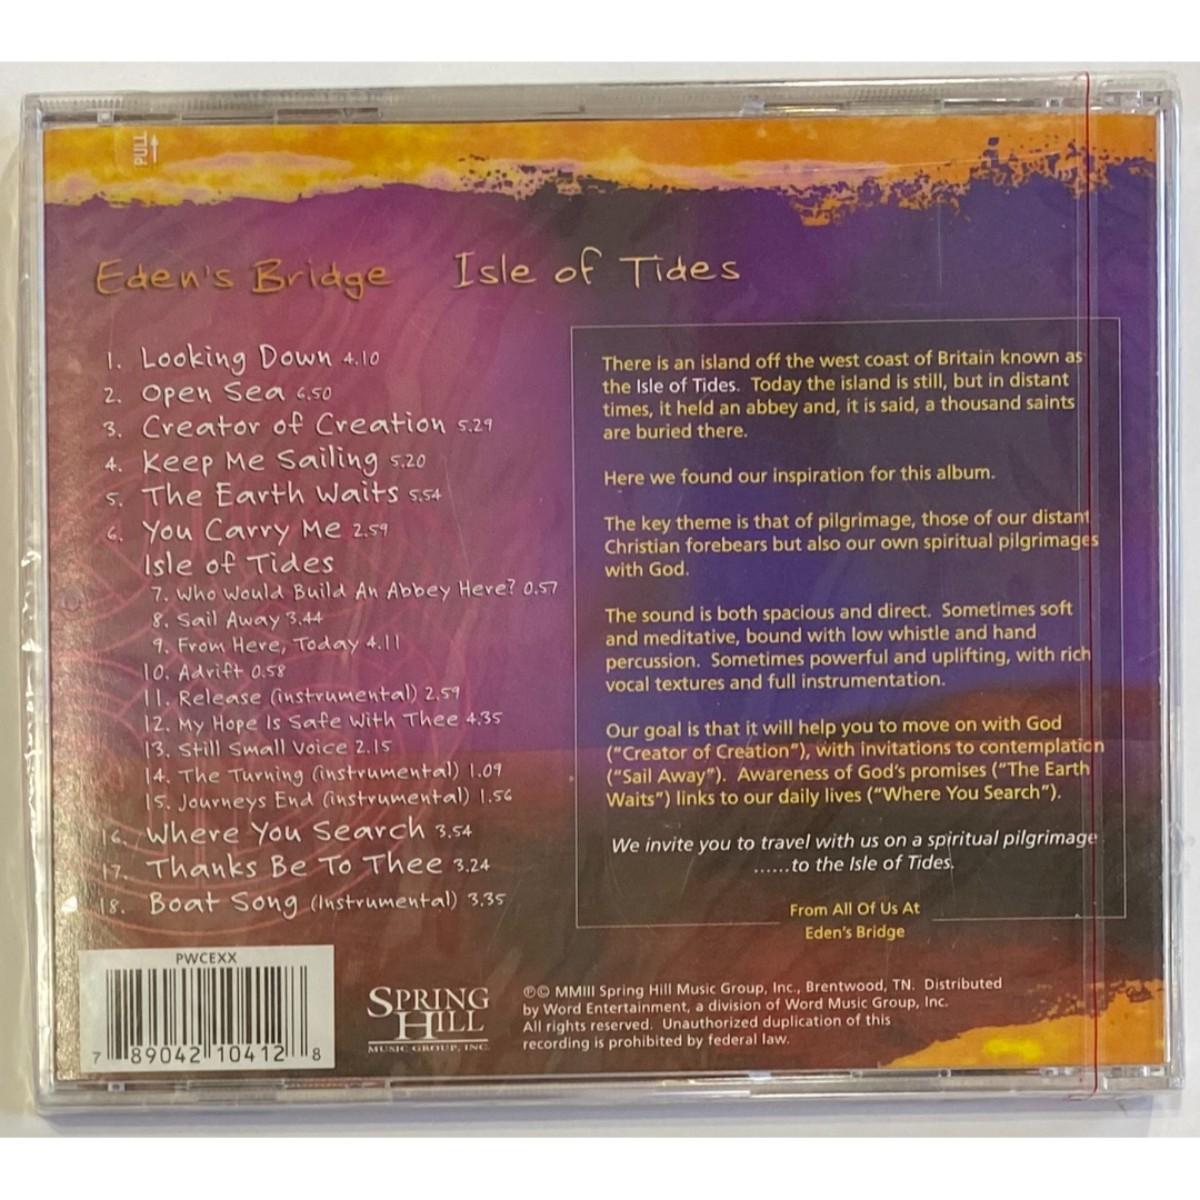 PULL
Eden's Bridge Isle of Tides
1. Looking Down 4.10
2. Open Sea 6.50
3. Creator of Creation 5.29
4. Keep Me Sailing 5.20
5. The Earth Waits 5.54
6. You Carry Me 2.59
Isle of Tides
7. Who Would Build An Abbey Here? 0.57
8. Sail Away 3.44
9. From Here, Today 4.11
10. Adrift 0.58
11. Release (instrumental) 2.59
12. My Hope Is Safe With Thee 4.35
13. Still Small Voice 2.15
14. The Turning (instrumental) 1.09
15. Journeys End (instrumental) 1.56
16. Where You Search 3.54
17. Thanks Be To Thee 3.24
18. Boat Song (Instrumental) 3.35
There is an island off the west coast of Britain known as
the Isle of Tides. Today the island is still, but in distant
times, it held an abbey and, it is said, a thousand saints
are buried there.
Here we found our inspiration for this album.
The key theme is that of pilgrimage, those of our distant
Christian forebears but also our own spiritual pilgrimages
with God.
The sound is both spacious and direct. Sometimes soft
and meditative, bound with low whistle and hand
percussion. Sometimes powerful and uplifting, with rich
vocal textures and full instrumentation.
Our goal is that it will help you to move on with God
("Creator of Creation"), with invitations to contemplation
("Sail Away"). Awareness of God's promises ("The Earth
Waits") links to our daily lives ("Where You Search").
We invite you to travel with us on a spiritual pilgrimage
......to the Isle of Tides.
From All Of Us At
Eden's Bridge
PWCEXX
7 89042 10412 8
SPRING
HILL
MUSIC GROUP, INC.
℗© MMIII Spring Hill Music Group, Inc., Brentwood, TN. Distributed
by Word Entertainment, a division of Word Music Group, Inc.
All rights reserved. Unauthorized duplication of this
recording is prohibited by federal law.